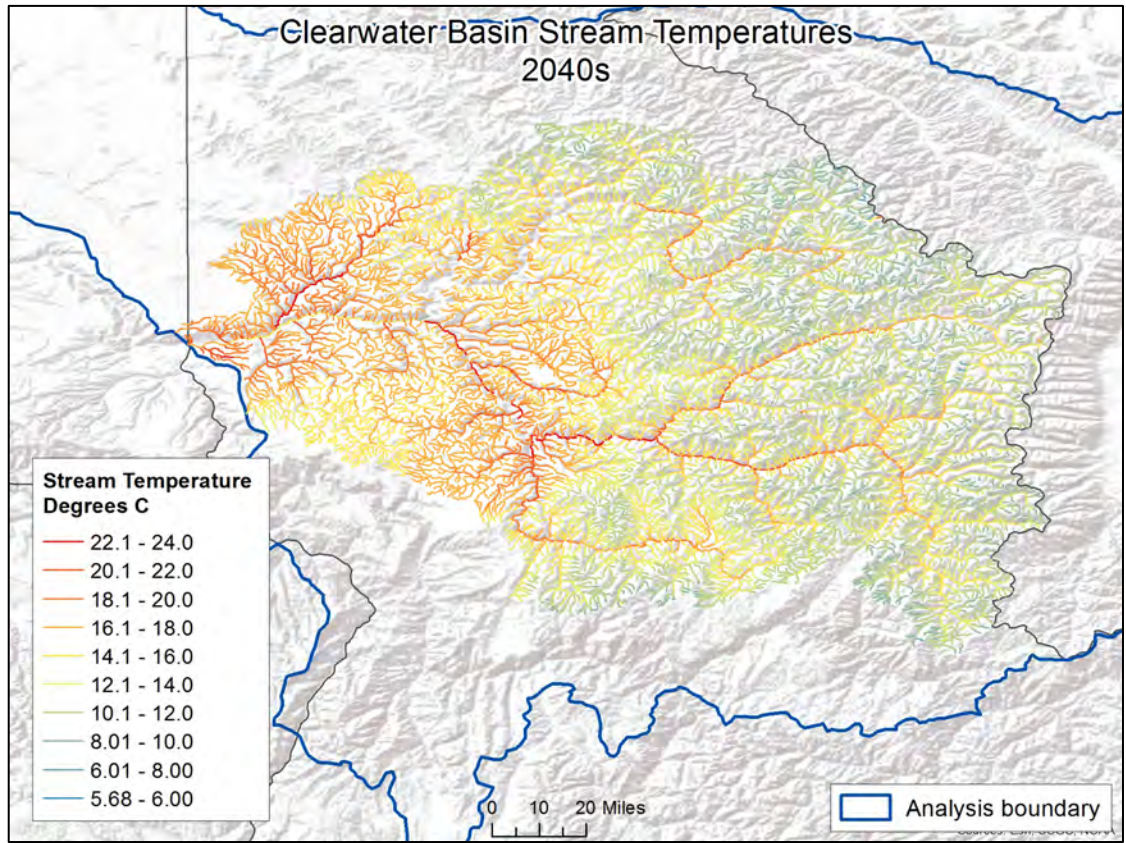 Clearwater Basin Stream Temperatures
2040s
Stream Temperature
Degrees C
22.1 - 24.0
20.1 - 22.0
18.1 - 20.0
16.1 - 18.0
14.1 - 16.0
12.1 - 14.0
10.1 - 12.0
8.01 - 10.0
6.01 - 8.00
5.68 - 6.00
0 10 20 Miles
Analysis boundary